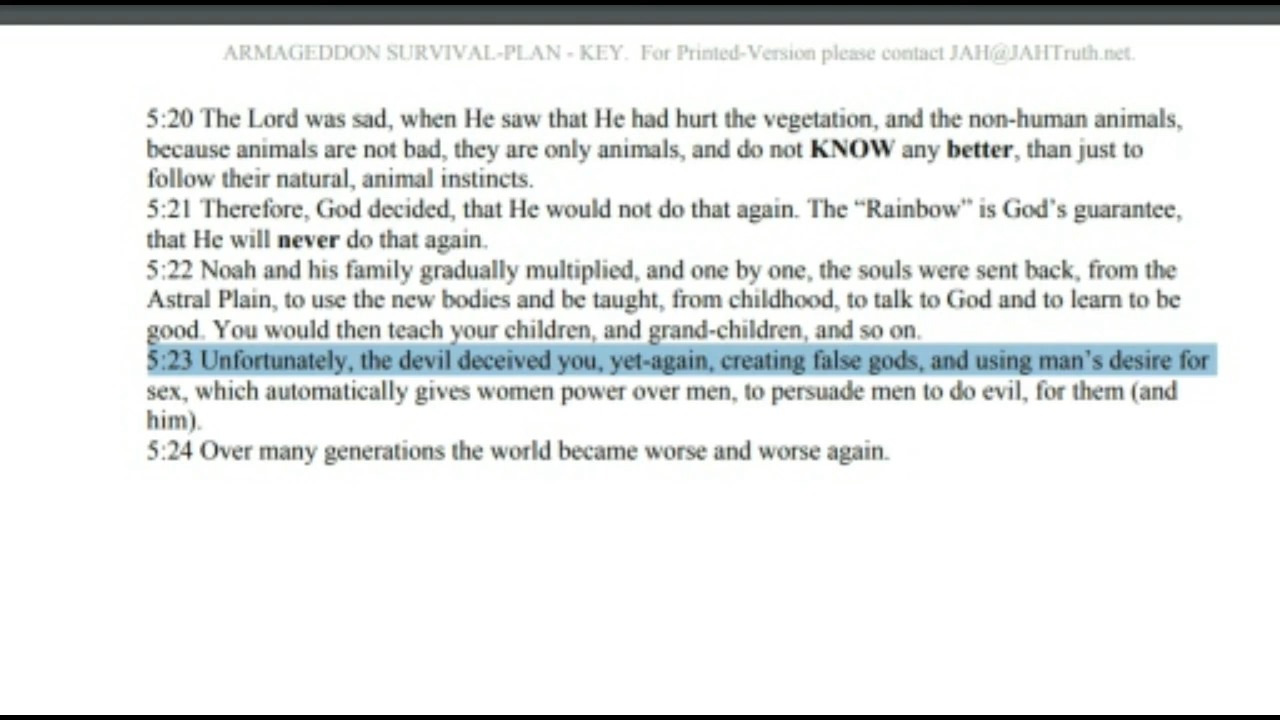 ARMAGEDDON SURVIVAL-PLAN - KEY.  For Printed-Version please contact JAH@JAHTruth.net.
5:20 The Lord was sad, when He saw that He had hurt the vegetation, and the non-human animals,
because animals are not bad, they are only animals, and do not KNOW any better, than just to
follow their natural, animal instincts.
5:21 Therefore, God decided, that He would not do that again. The “Rainbow” is God’s guarantee,
that He will never do that again.
5:22 Noah and his family gradually multiplied, and one by one, the souls were sent back, from the
Astral Plain, to use the new bodies and be taught, from childhood, to talk to God and to learn to be
good. You would then teach your children, and grand-children, and so on.
5:23 Unfortunately, the devil deceived you, yet-again, creating false gods, and using man’s desire for
sex, which automatically gives women power over men, to persuade men to do evil, for them (and
him).
5:24 Over many generations the world became worse and worse again.